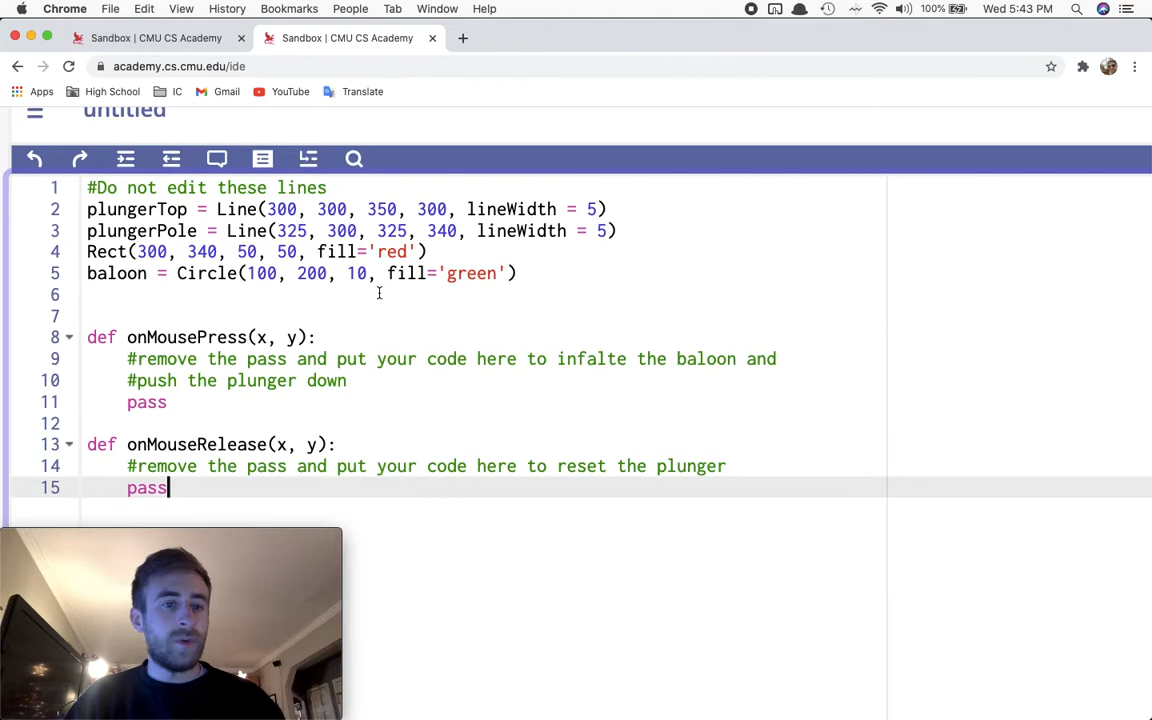 Chrome File Edit View History Bookmarks People Tab Window Help 100% Wed 5:43 PM
Sandbox | CMU CS Academy Sandbox | CMU CS Academy
academy.cs.cmu.edu/ide
Apps High School IC Gmail YouTube Translate
untitled
1 #Do not edit these lines
2 plungerTop = Line(300, 300, 350, 300, lineWidth = 5)
3 plungerPole = Line(325, 300, 325, 340, lineWidth = 5)
4 Rect(300, 340, 50, 50, fill='red')
5 baloon = Circle(100, 200, 10, fill='green')
6
7
8 def onMousePress(x, y):
9 #remove the pass and put your code here to infalte the baloon and
10 #push the plunger down
11 pass
12
13 def onMouseRelease(x, y):
14 #remove the pass and put your code here to reset the plunger
15 pass